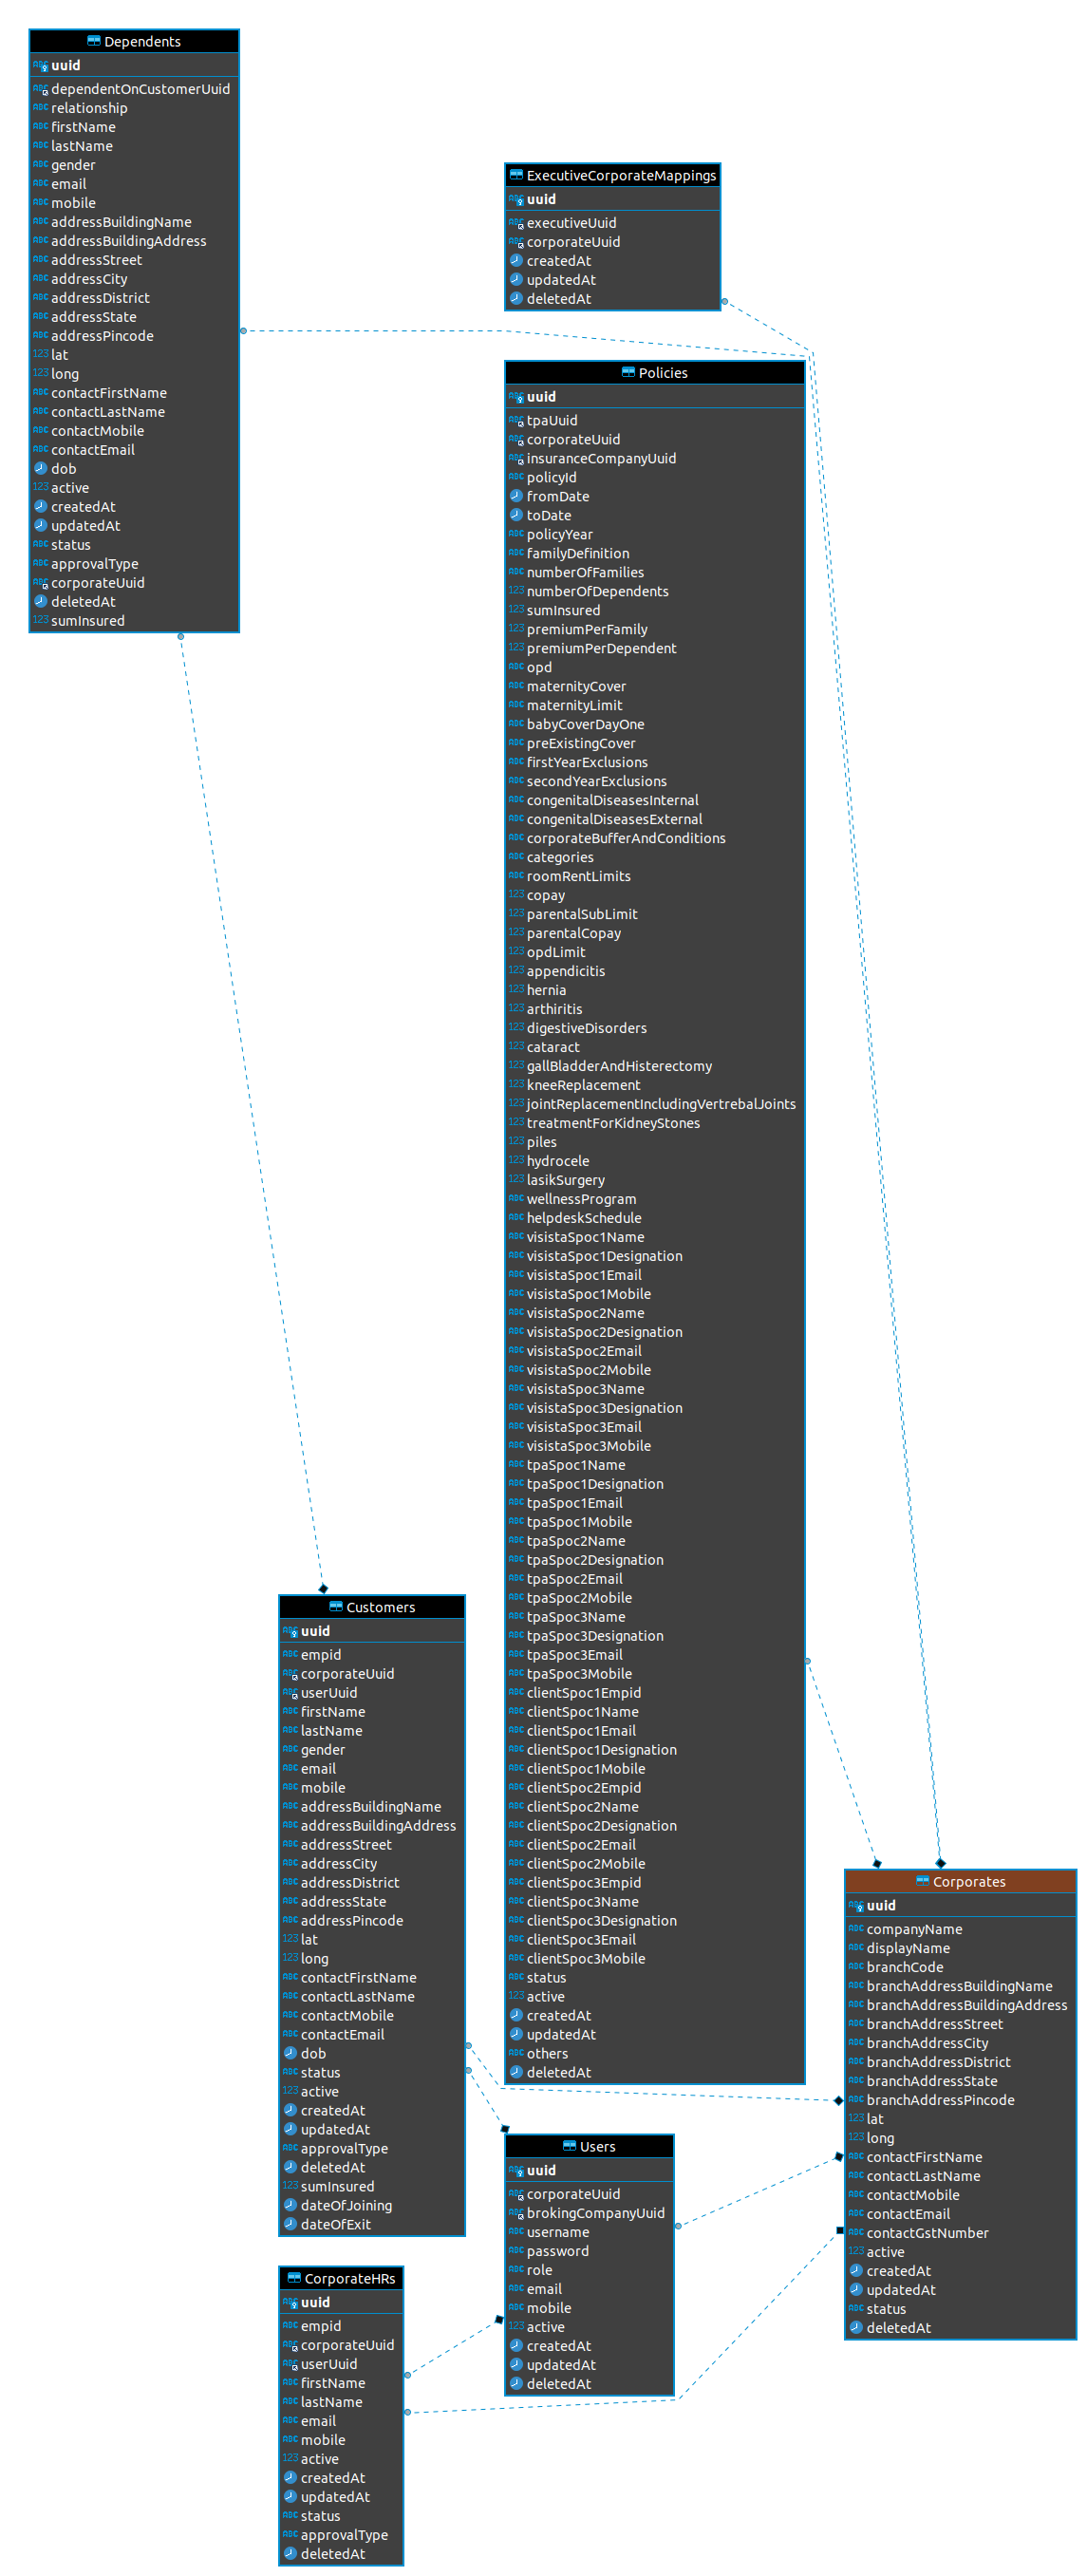 Dependents
uuid
dependentOnCustomerUuid
relationship
firstName
lastName
gender
email
mobile
addressBuildingName
addressBuildingAddress
addressStreet
addressCity
addressDistrict
addressState
addressPincode
lat
long
contactFirstName
contactLastName
contactMobile
contactEmail
dob
active
createdAt
updatedAt
status
approvalType
corporateUuid
deletedAt
sumInsured
ExecutiveCorporateMappings
uuid
executiveUuid
corporateUuid
createdAt
updatedAt
deletedAt
Policies
uuid
tpaUuid
corporateUuid
insuranceCompanyUuid
policyId
fromDate
toDate
policyYear
familyDefinition
numberOfFamilies
numberOfDependents
sumInsured
premiumPerFamily
premiumPerDependent
opd
maternityCover
maternityLimit
babyCoverDayOne
preExistingCover
firstYearExclusions
secondYearExclusions
congenitalDiseasesInternal
congenitalDiseasesExternal
corporateBufferAndConditions
categories
roomRentLimits
copay
parentalSubLimit
parentalCopay
opdLimit
appendicitis
hernia
arthiritis
digestiveDisorders
cataract
gallBladderAndHisterectomy
kneeReplacement
jointReplacementIncludingVertrebalJoints
treatmentForKidneyStones
piles
hydrocele
lasikSurgery
wellnessProgram
helpdeskSchedule
visistaSpoc1Name
visistaSpoc1Designation
visistaSpoc1Email
visistaSpoc1Mobile
visistaSpoc2Name
visistaSpoc2Designation
visistaSpoc2Email
visistaSpoc2Mobile
visistaSpoc3Name
visistaSpoc3Designation
visistaSpoc3Email
visistaSpoc3Mobile
tpaSpoc1Name
tpaSpoc1Designation
tpaSpoc1Email
tpaSpoc1Mobile
tpaSpoc2Name
tpaSpoc2Designation
tpaSpoc2Email
tpaSpoc2Mobile
tpaSpoc3Name
tpaSpoc3Designation
tpaSpoc3Email
tpaSpoc3Mobile
clientSpoc1Empid
clientSpoc1Name
clientSpoc1Email
clientSpoc1Designation
clientSpoc1Mobile
clientSpoc2Empid
clientSpoc2Name
clientSpoc2Designation
clientSpoc2Email
clientSpoc2Mobile
clientSpoc3Empid
clientSpoc3Name
clientSpoc3Designation
clientSpoc3Email
clientSpoc3Mobile
status
active
createdAt
updatedAt
others
deletedAt
Customers
uuid
empid
corporateUuid
userUuid
firstName
lastName
gender
email
mobile
addressBuildingName
addressBuildingAddress
addressStreet
addressCity
addressDistrict
addressState
addressPincode
lat
long
contactFirstName
contactLastName
contactMobile
contactEmail
dob
status
active
createdAt
updatedAt
approvalType
deletedAt
sumInsured
dateOfJoining
dateOfExit
Corporates
uuid
companyName
displayName
branchCode
branchAddressBuildingName
branchAddressBuildingAddress
branchAddressStreet
branchAddressCity
branchAddressDistrict
branchAddressState
branchAddressPincode
lat
long
contactFirstName
contactLastName
contactMobile
contactEmail
contactGstNumber
active
createdAt
updatedAt
status
deletedAt
Users
uuid
corporateUuid
brokingCompanyUuid
username
password
role
email
mobile
active
createdAt
updatedAt
deletedAt
CorporateHRs
uuid
empid
corporateUuid
userUuid
firstName
lastName
email
mobile
active
createdAt
updatedAt
status
approvalType
deletedAt